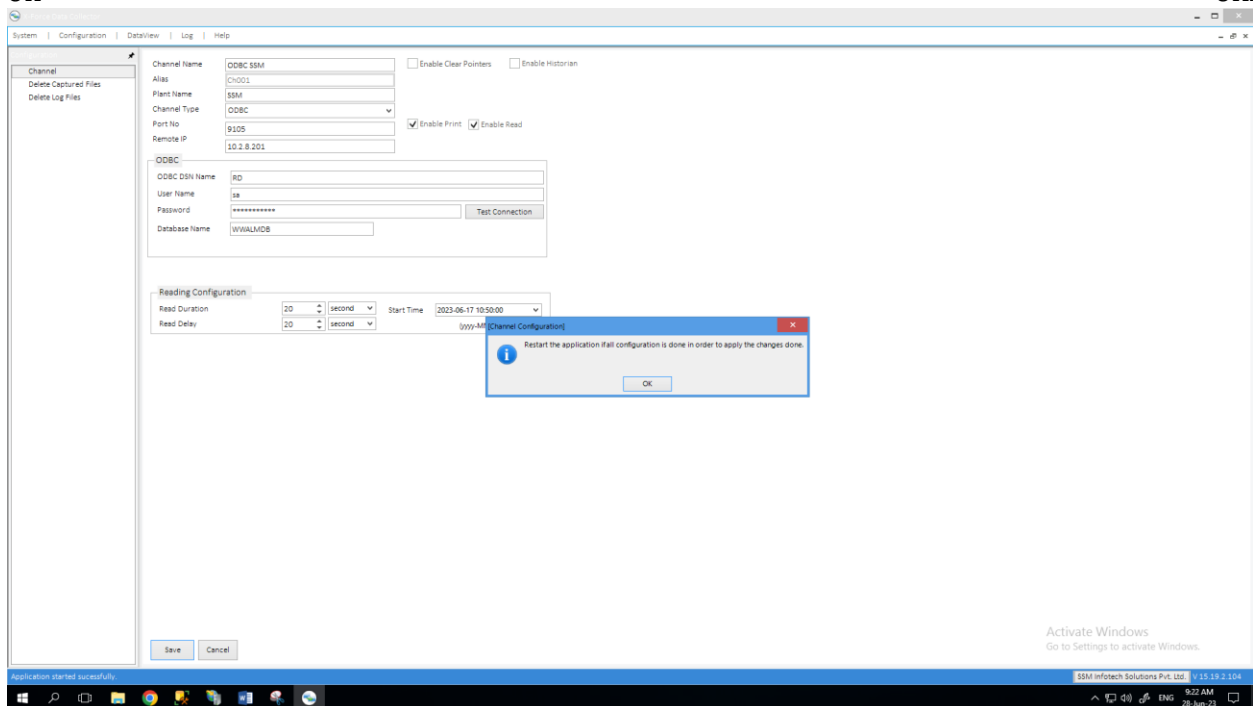 System | Configuration | DataView | Log | Help
Channel
Delete Captured Files
Delete Log Files
Channel Name ODBC SSM Enable Clear Pointers Enable Historian
Alias Ch001
Plant Name SSM
Channel Type ODBC
Port No 9105 Enable Print Enable Read
Remote IP 10.2.8.201
ODBC
ODBC DSN Name RD
User Name sa
Password ***********
Test Connection
Database Name WWALMDB
Reading Configuration
Read Duration 20 second Start Time 2023-06-17 10:50:00
Read Delay 20 second (yyyy-M
[Channel Configuration]
Restart the application ifall configuration is done in order to apply the changes done.
OK
Save Cancel
Activate Windows
Go to Settings to activate Windows.
Application started sucessfully. SSM Infotech Solutions Pvt. Ltd. V 15.19.2.104
ENG 9:22 AM
28-Jun-23